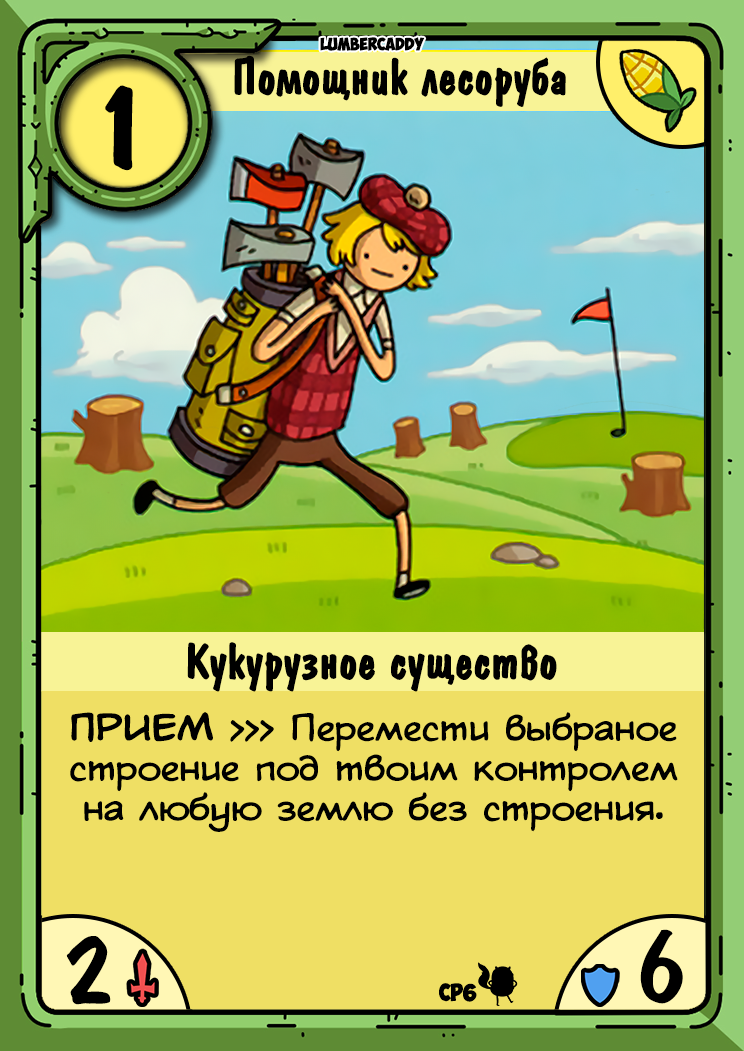 LUMBERCADDY
1
Помощник лесоруба
Кукурузное существо
ПРИЕМ >>> Перемести выбраное
строение под твоим контролем
на любую землю без строения.
2
CP6
6